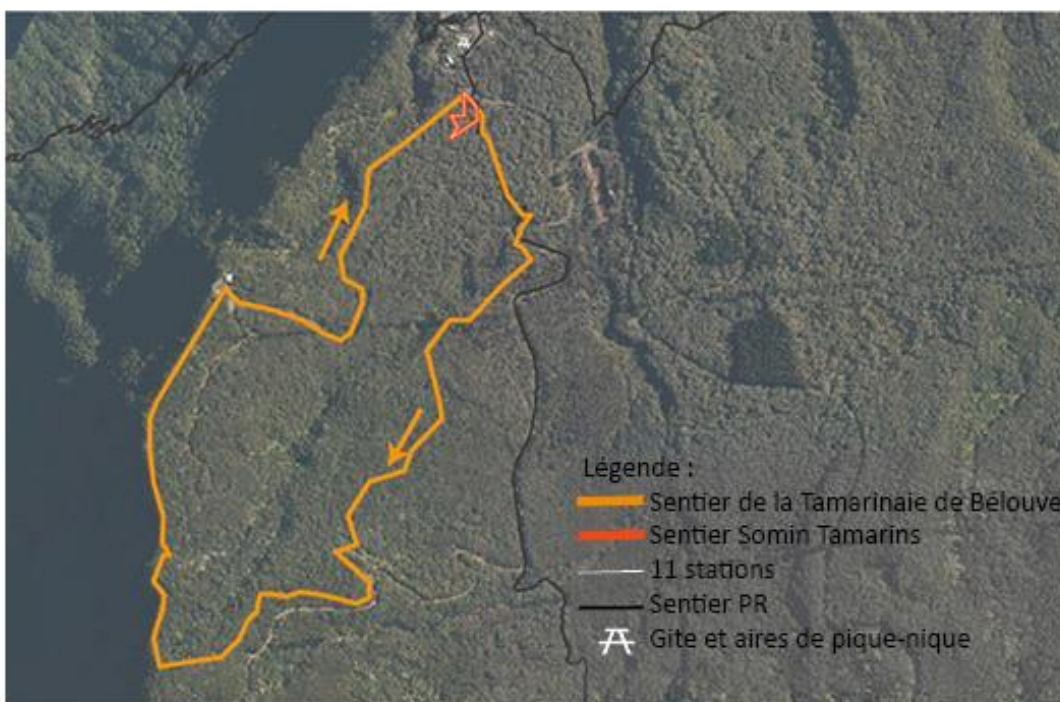 Légende :
Sentier de la Tamarinaie de Bélouve
Sentier Somin Tamarins
11 stations
Sentier PR
Gite et aires de pique-nique